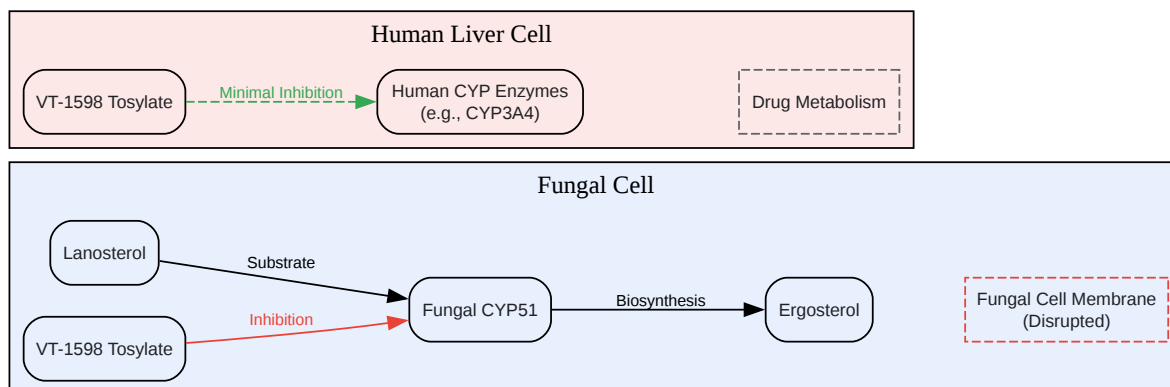 Human Liver Cell
VT-1598 Tosylate
Minimal Inhibition
Human CYP Enzymes
(e.g., CYP3A4)
Drug Metabolism
Fungal Cell
Lanosterol
Substrate
VT-1598 Tosylate
Inhibition
Fungal CYP51
Biosynthesis
Ergosterol
Fungal Cell Membrane
(Disrupted)